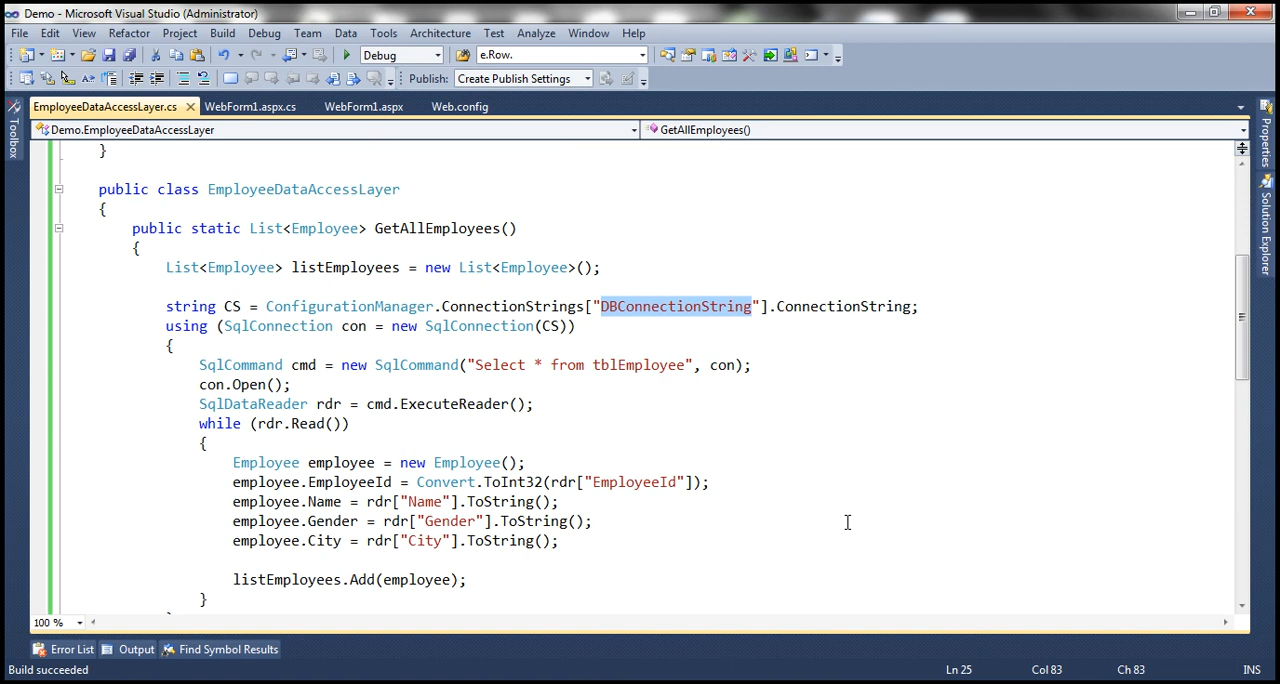 Demo - Microsoft Visual Studio (Administrator)
File Edit View Refactor Project Build Debug Team Data Tools Architecture Test Analyze Window Help
Debug e.Row.
Publish: Create Publish Settings
EmployeeDataAccessLayer.cs WebForm1.aspx.cs WebForm1.aspx Web.config
Demo.EmployeeDataAccessLayer GetAllEmployees()
Toolbox
Properties
Solution Explorer
}
public class EmployeeDataAccessLayer
{
public static List<Employee> GetAllEmployees()
{
List<Employee> listEmployees = new List<Employee>();
string CS = ConfigurationManager.ConnectionStrings["DBConnectionString"].ConnectionString;
using (SqlConnection con = new SqlConnection(CS))
{
SqlCommand cmd = new SqlCommand("Select * from tblEmployee", con);
con.Open();
SqlDataReader rdr = cmd.ExecuteReader();
while (rdr.Read())
{
Employee employee = new Employee();
employee.EmployeeId = Convert.ToInt32(rdr["EmployeeId"]);
employee.Name = rdr["Name"].ToString();
employee.Gender = rdr["Gender"].ToString();
employee.City = rdr["City"].ToString();
listEmployees.Add(employee);
}
100 %
Error List Output Find Symbol Results
Build succeeded Ln 25 Col 83 Ch 83 INS